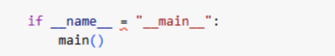 if __name__ = "__main__":
    main()